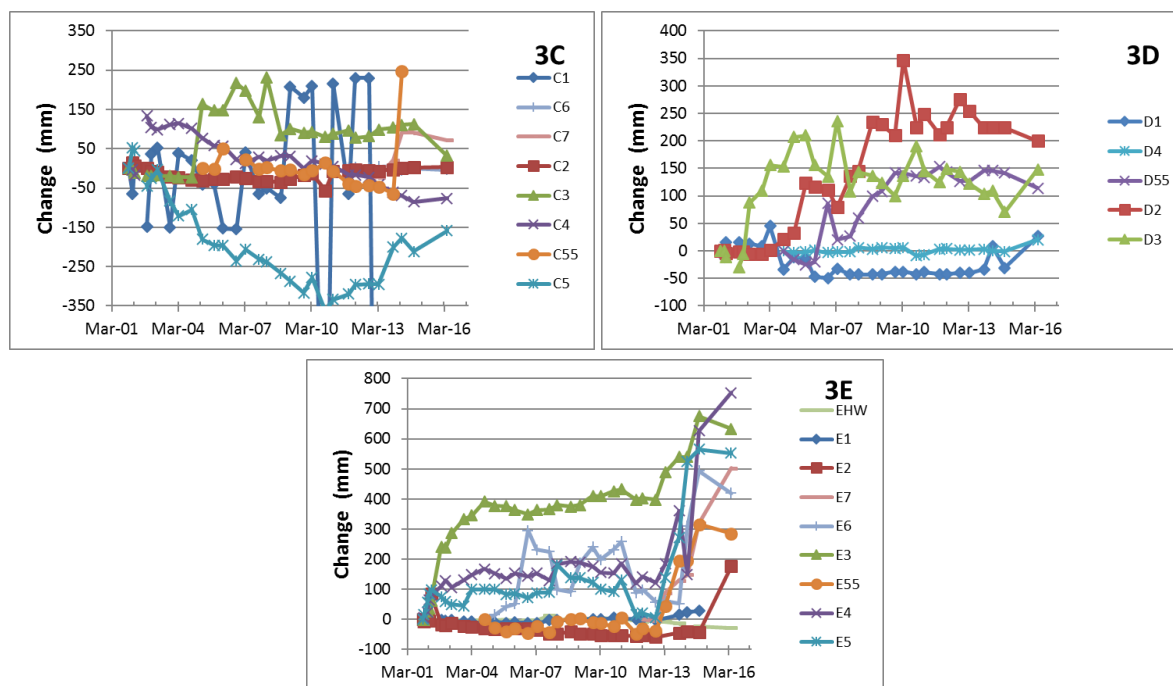 3C
Change (mm)
350
250
150
50
-50
-150
-250
-350
Mar-01 Mar-04 Mar-07 Mar-10 Mar-13 Mar-16
C1
C6
C7
C2
C3
C4
C55
C5
3D
Change (mm)
400
350
300
250
200
150
100
50
0
-50
-100
Mar-01 Mar-04 Mar-07 Mar-10 Mar-13 Mar-16
D1
D4
D55
D2
D3
3E
Change (mm)
800
700
600
500
400
300
200
100
0
-100
Mar-01 Mar-04 Mar-07 Mar-10 Mar-13 Mar-16
EHW
E1
E2
E7
E6
E3
E55
E4
E5